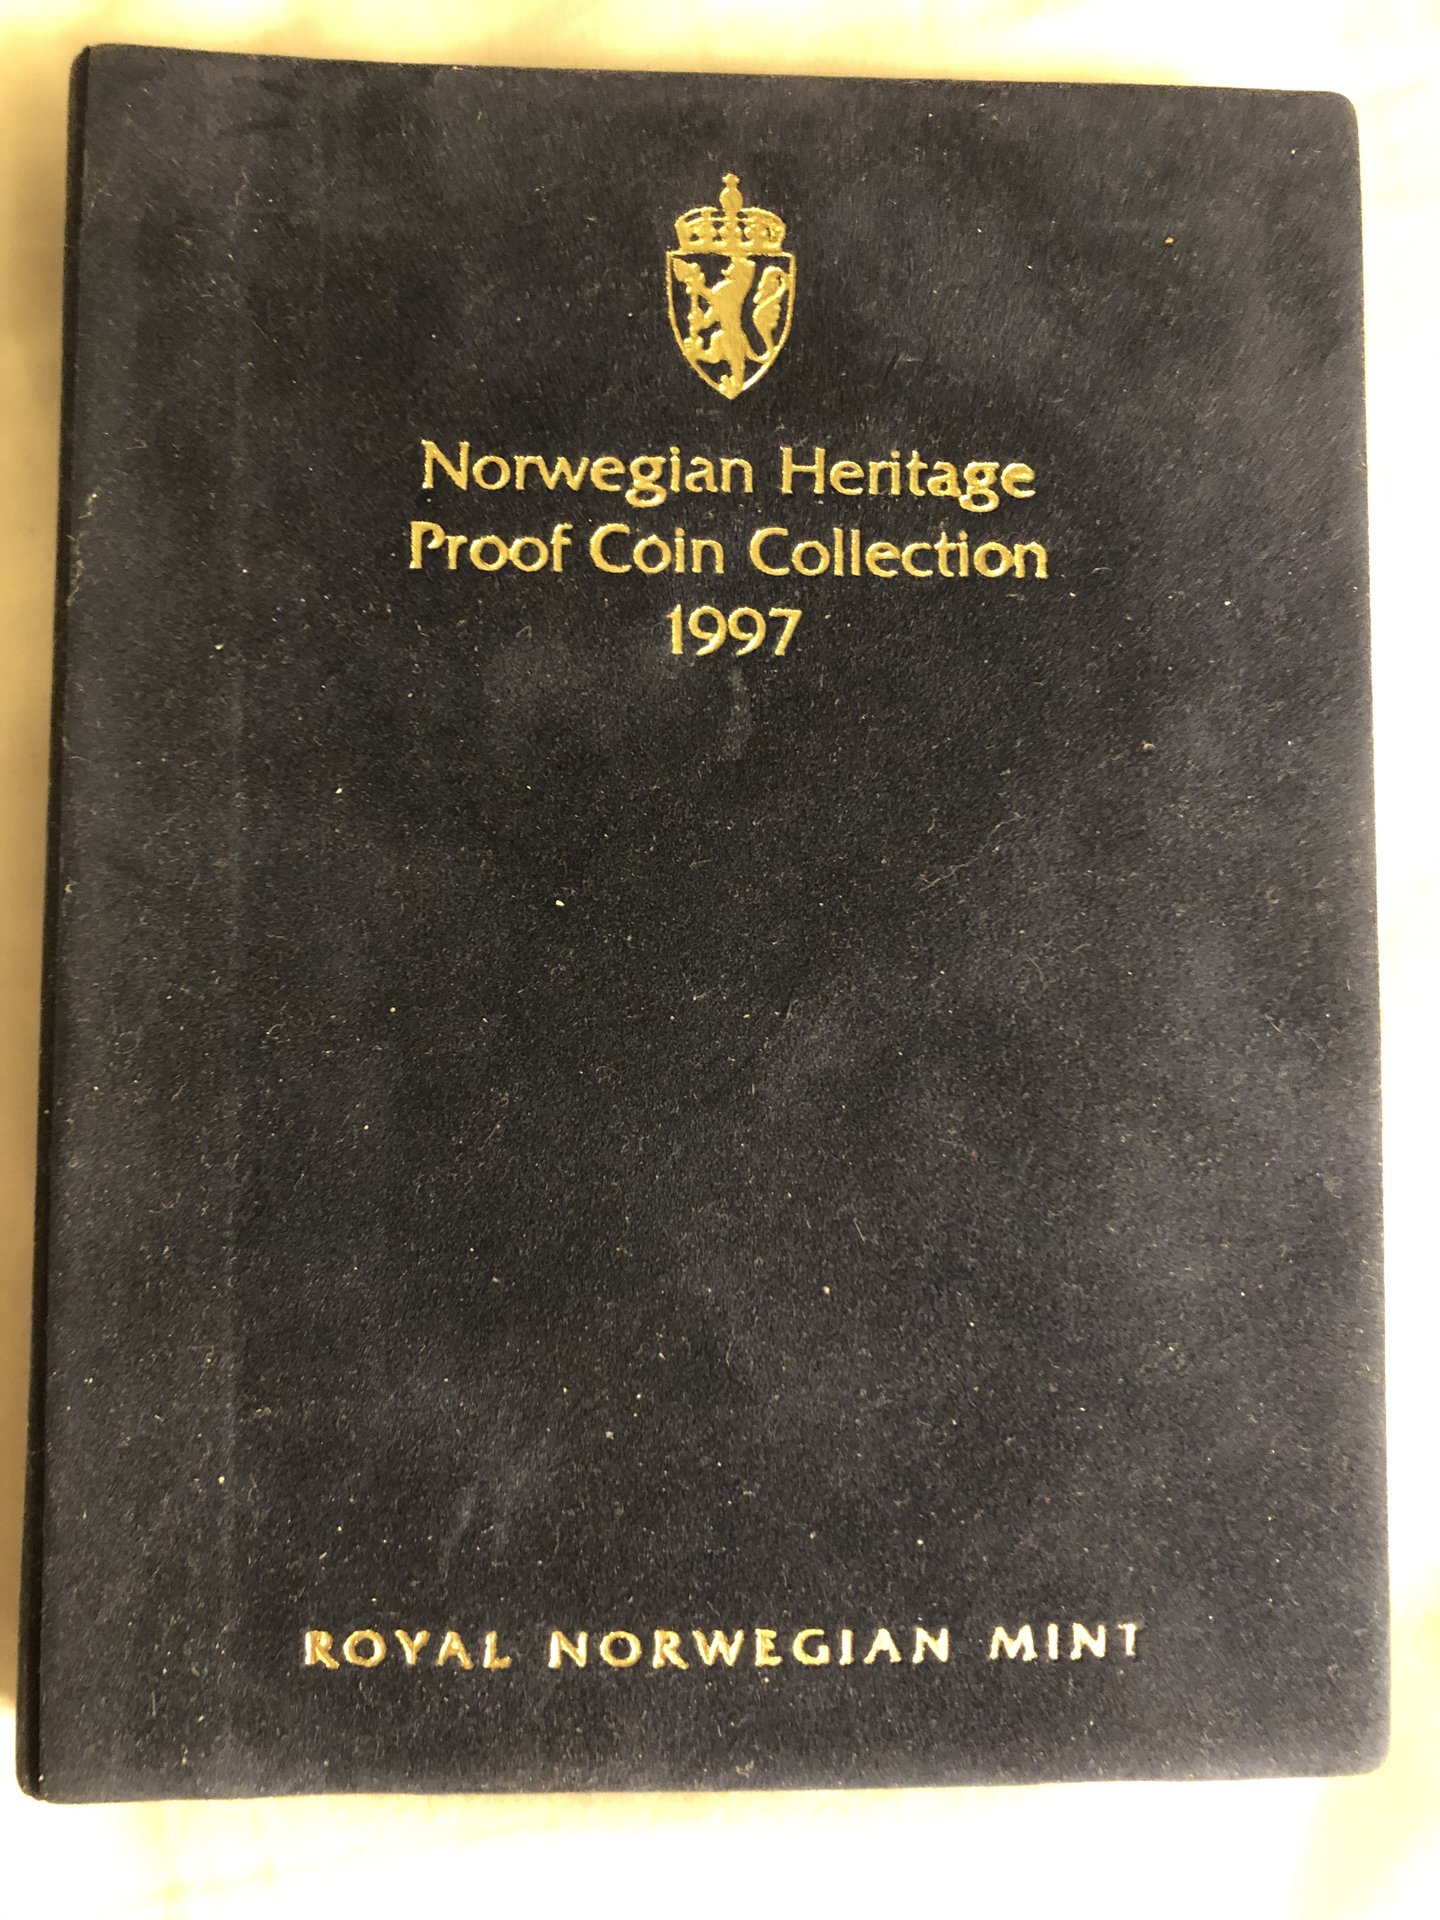 Norwegian Heritage
Proof Coin Collection
1997
ROYAL NORWEGIAN MINT